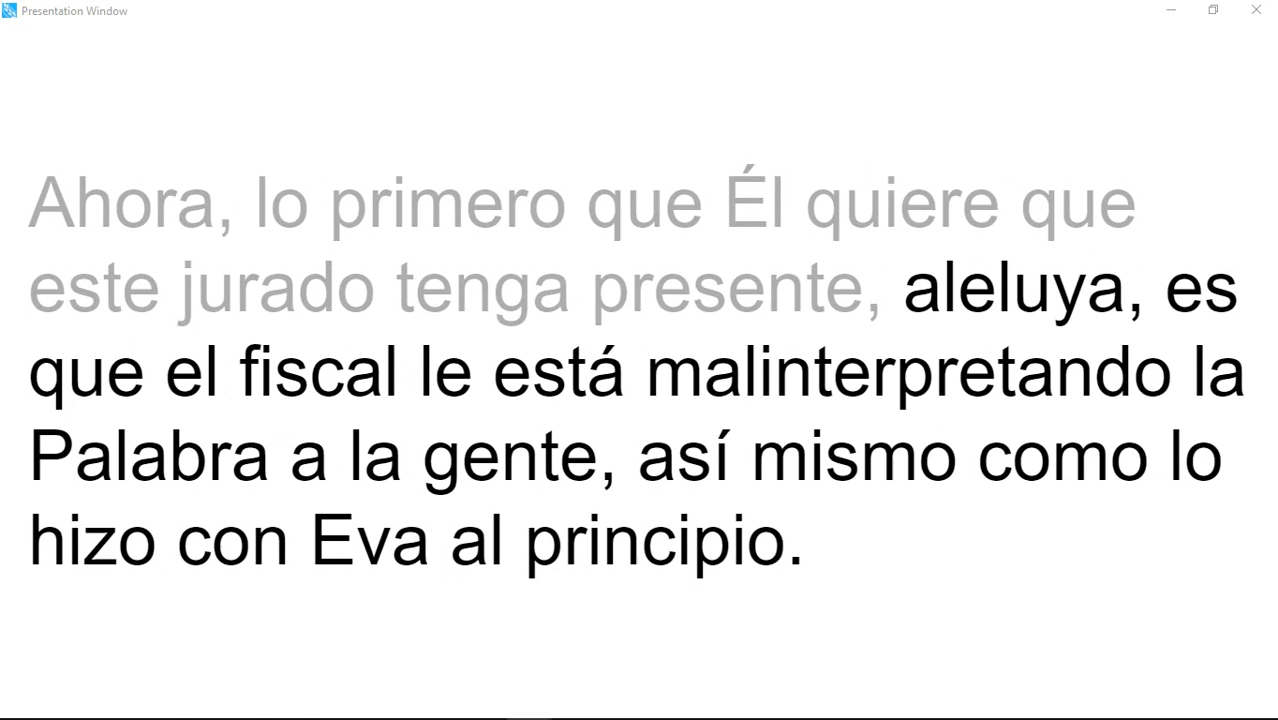 Presentation Window
Ahora, lo primero que Él quiere que
este jurado tenga presente, aleluya, es
que el fiscal le está malinterpretando la
Palabra a la gente, así mismo como lo
hizo con Eva al principio.